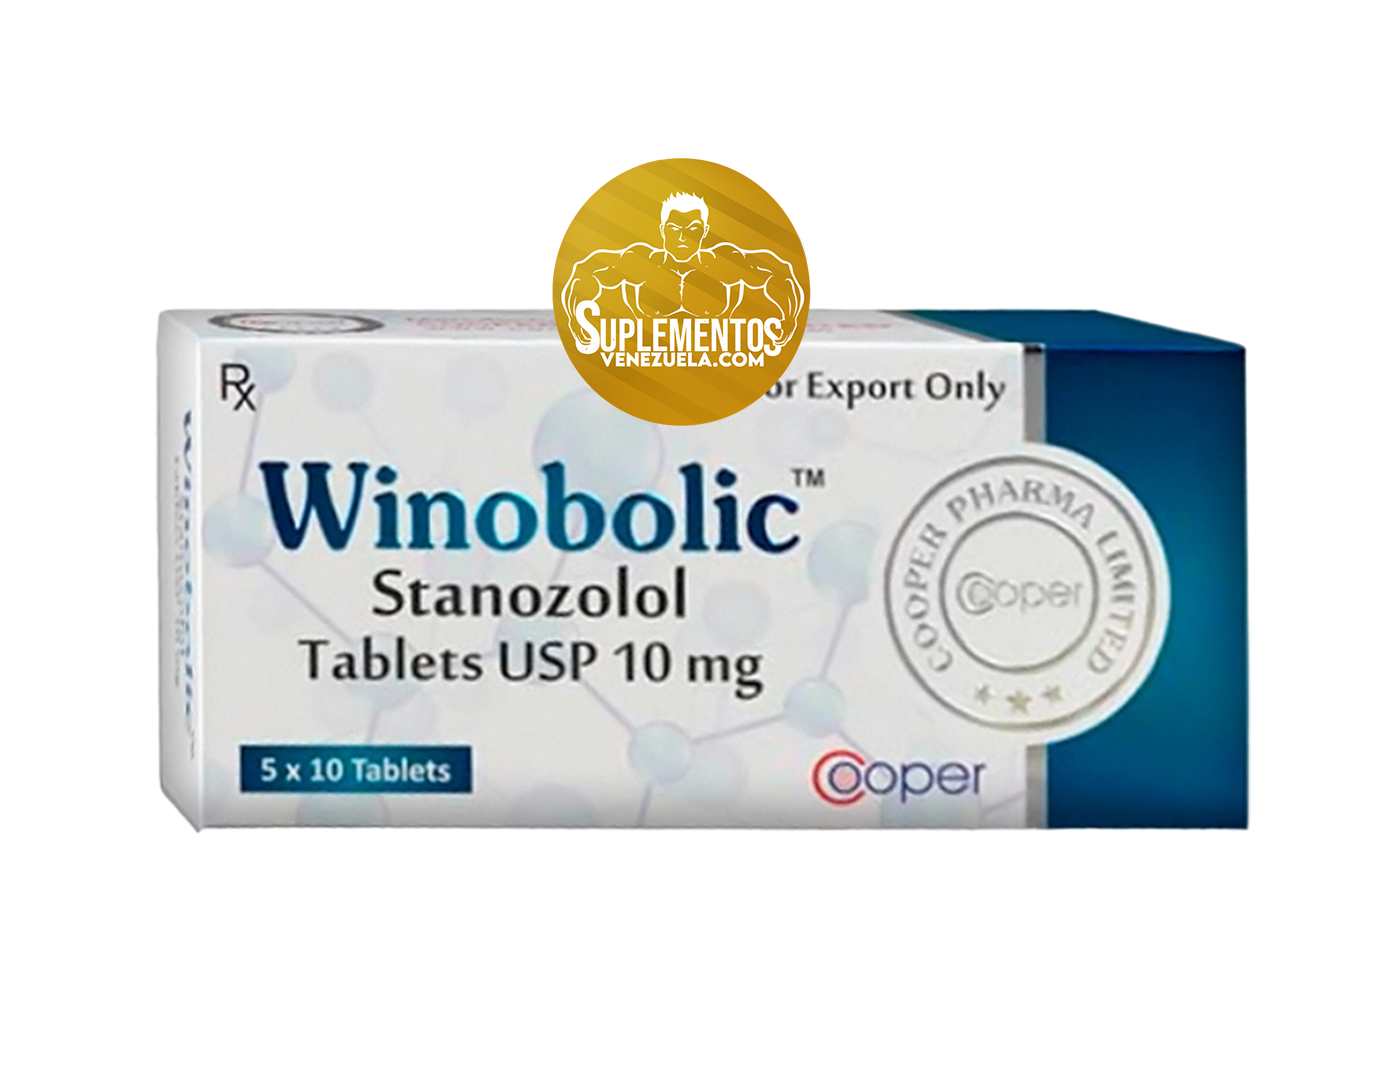 SUPLEMENTOS
VENEZUELA.COM
Rx
or Export Only
Winobolic™
Stanozolol
Tablets USP 10 mg
5 x 10 Tablets
COOPER PHARMA LIMITED
Cooper
Cooper